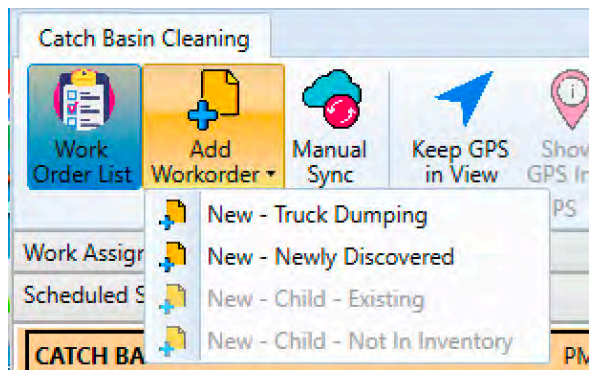 Catch Basin Cleaning
Work
Order List
Add
Workorder
Manual
Sync
Keep GPS
in View
Show
GPS In
PS
New - Truck Dumping
New - Newly Discovered
New - Child - Existing
New - Child - Not In Inventory
Work Assign
Scheduled S
CATCH BA
PM